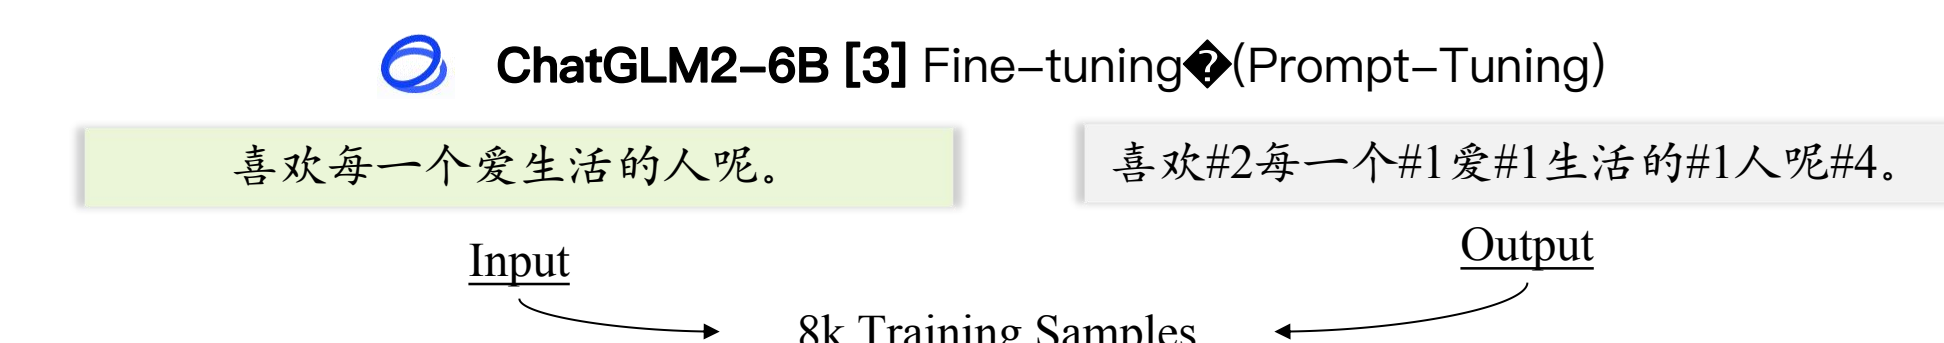 ChatGLM2–6B [3] Fine–tuning�(Prompt–Tuning)
喜欢每一个爱生活的人呢。
喜欢#2每一个#1爱#1生活的#1人呢#4。
Input
Output
8k Training Samples